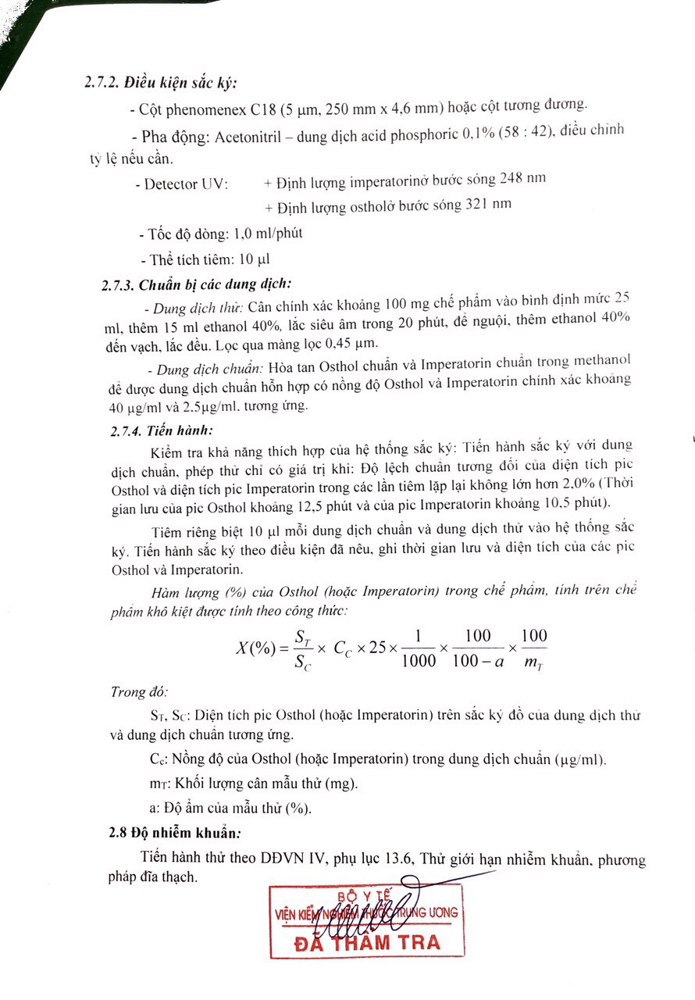 2.7.2. Điều kiện sắc ký:
- Cột phenomenex C18 (5 µm, 250 mm x 4,6 mm) hoặc cột tương đương.
- Pha động: Acetonitril – dung dịch acid phosphoric 0,1% (58 : 42), điều chỉnh
tỷ lệ nếu cần.
- Detector UV: + Định lượng imperatorinở bước sóng 248 nm
+ Định lượng ostholở bước sóng 321 nm
- Tốc độ dòng: 1,0 ml/phút
- Thể tích tiêm: 10 µl
2.7.3. Chuẩn bị các dung dịch:
- Dung dịch thử: Cân chính xác khoảng 100 mg chế phẩm vào bình định mức 25
ml, thêm 15 ml ethanol 40%, lắc siêu âm trong 20 phút, để nguội, thêm ethanol 40%
đến vạch, lắc đều. Lọc qua màng lọc 0,45 µm.
- Dung dịch chuẩn: Hòa tan Osthol chuẩn và Imperatorin chuẩn trong methanol
để được dung dịch chuẩn hỗn hợp có nồng độ Osthol và Imperatorin chính xác khoảng
40 µg/ml và 2.5µg/ml. tương ứng.
2.7.4. Tiến hành:
Kiểm tra khả năng thích hợp của hệ thống sắc ký: Tiến hành sắc ký với dung
dịch chuẩn, phép thử chỉ có giá trị khi: Độ lệch chuẩn tương đối của diện tích pic
Osthol và diện tích pic Imperatorin trong các lần tiêm lặp lại không lớn hơn 2.0% (Thời
gian lưu của pic Osthol khoảng 12,5 phút và của pic Imperatorin khoảng 10.5 phút).
Tiêm riêng biệt 10 µl mỗi dung dịch chuẩn và dung dịch thử vào hệ thống sắc
ký. Tiến hành sắc ký theo điều kiện đã nêu, ghi thời gian lưu và diện tích của các pic
Osthol và Imperatorin.
Hàm lượng (%) của Osthol (hoặc Imperatorin) trong chế phẩm, tính trên chế
phẩm khô kiệt được tính theo công thức:
X(%) = S_T/S_C × C_C × 25 × 1/1000 × 100/(100 − a) × 100/m_T
Trong đó:
S_T, S_C: Diện tích pic Osthol (hoặc Imperatorin) trên sắc ký đồ của dung dịch thử
và dung dịch chuẩn tương ứng.
C_c: Nồng độ của Osthol (hoặc Imperatorin) trong dung dịch chuẩn (µg/ml).
m_T: Khối lượng cân mẫu thử (mg).
a: Độ ẩm của mẫu thử (%).
2.8 Độ nhiễm khuẩn:
Tiến hành thử theo DĐVN IV, phụ lục 13.6, Thử giới hạn nhiễm khuẩn, phương
pháp đĩa thạch.
BỘ Y TẾ
VIỆN KIỂM NGHIỆM THUỐC TRUNG ƯƠNG
ĐÃ THẨM TRA